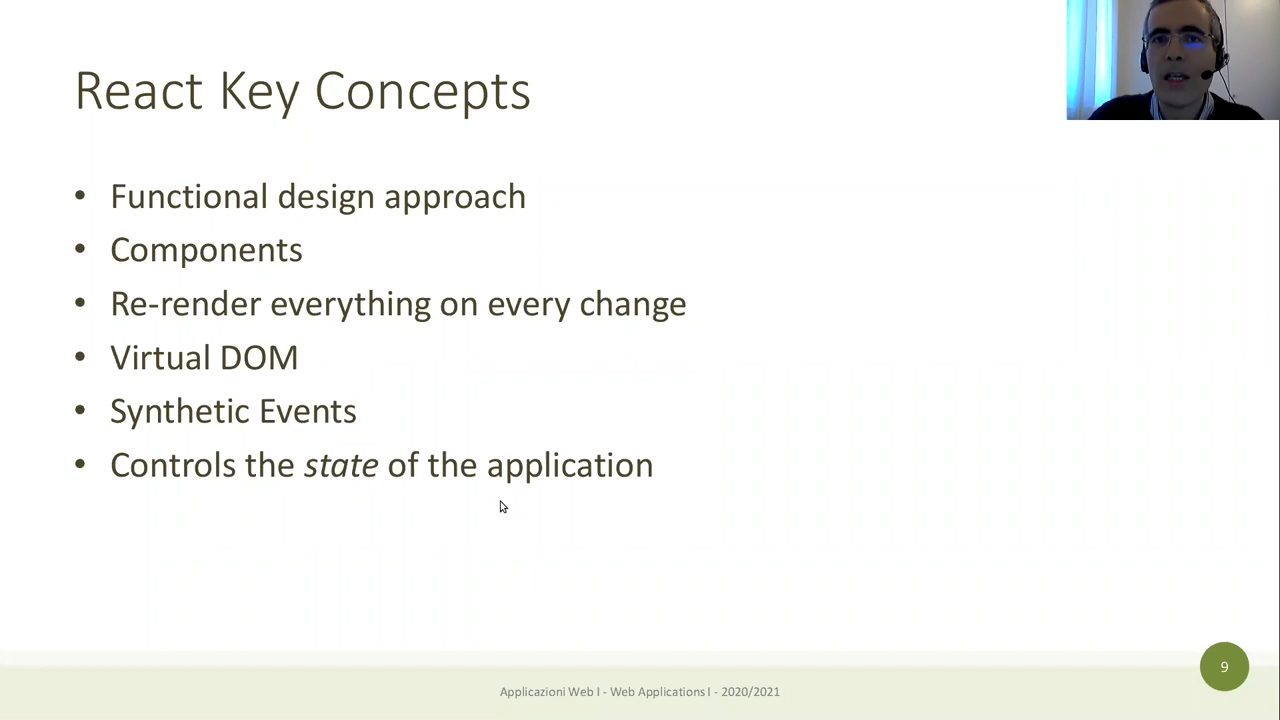 React Key Concepts
• Functional design approach
• Components
• Re-render everything on every change
• Virtual DOM
• Synthetic Events
• Controls the state of the application
9
Applicazioni Web I - Web Applications I - 2020/2021